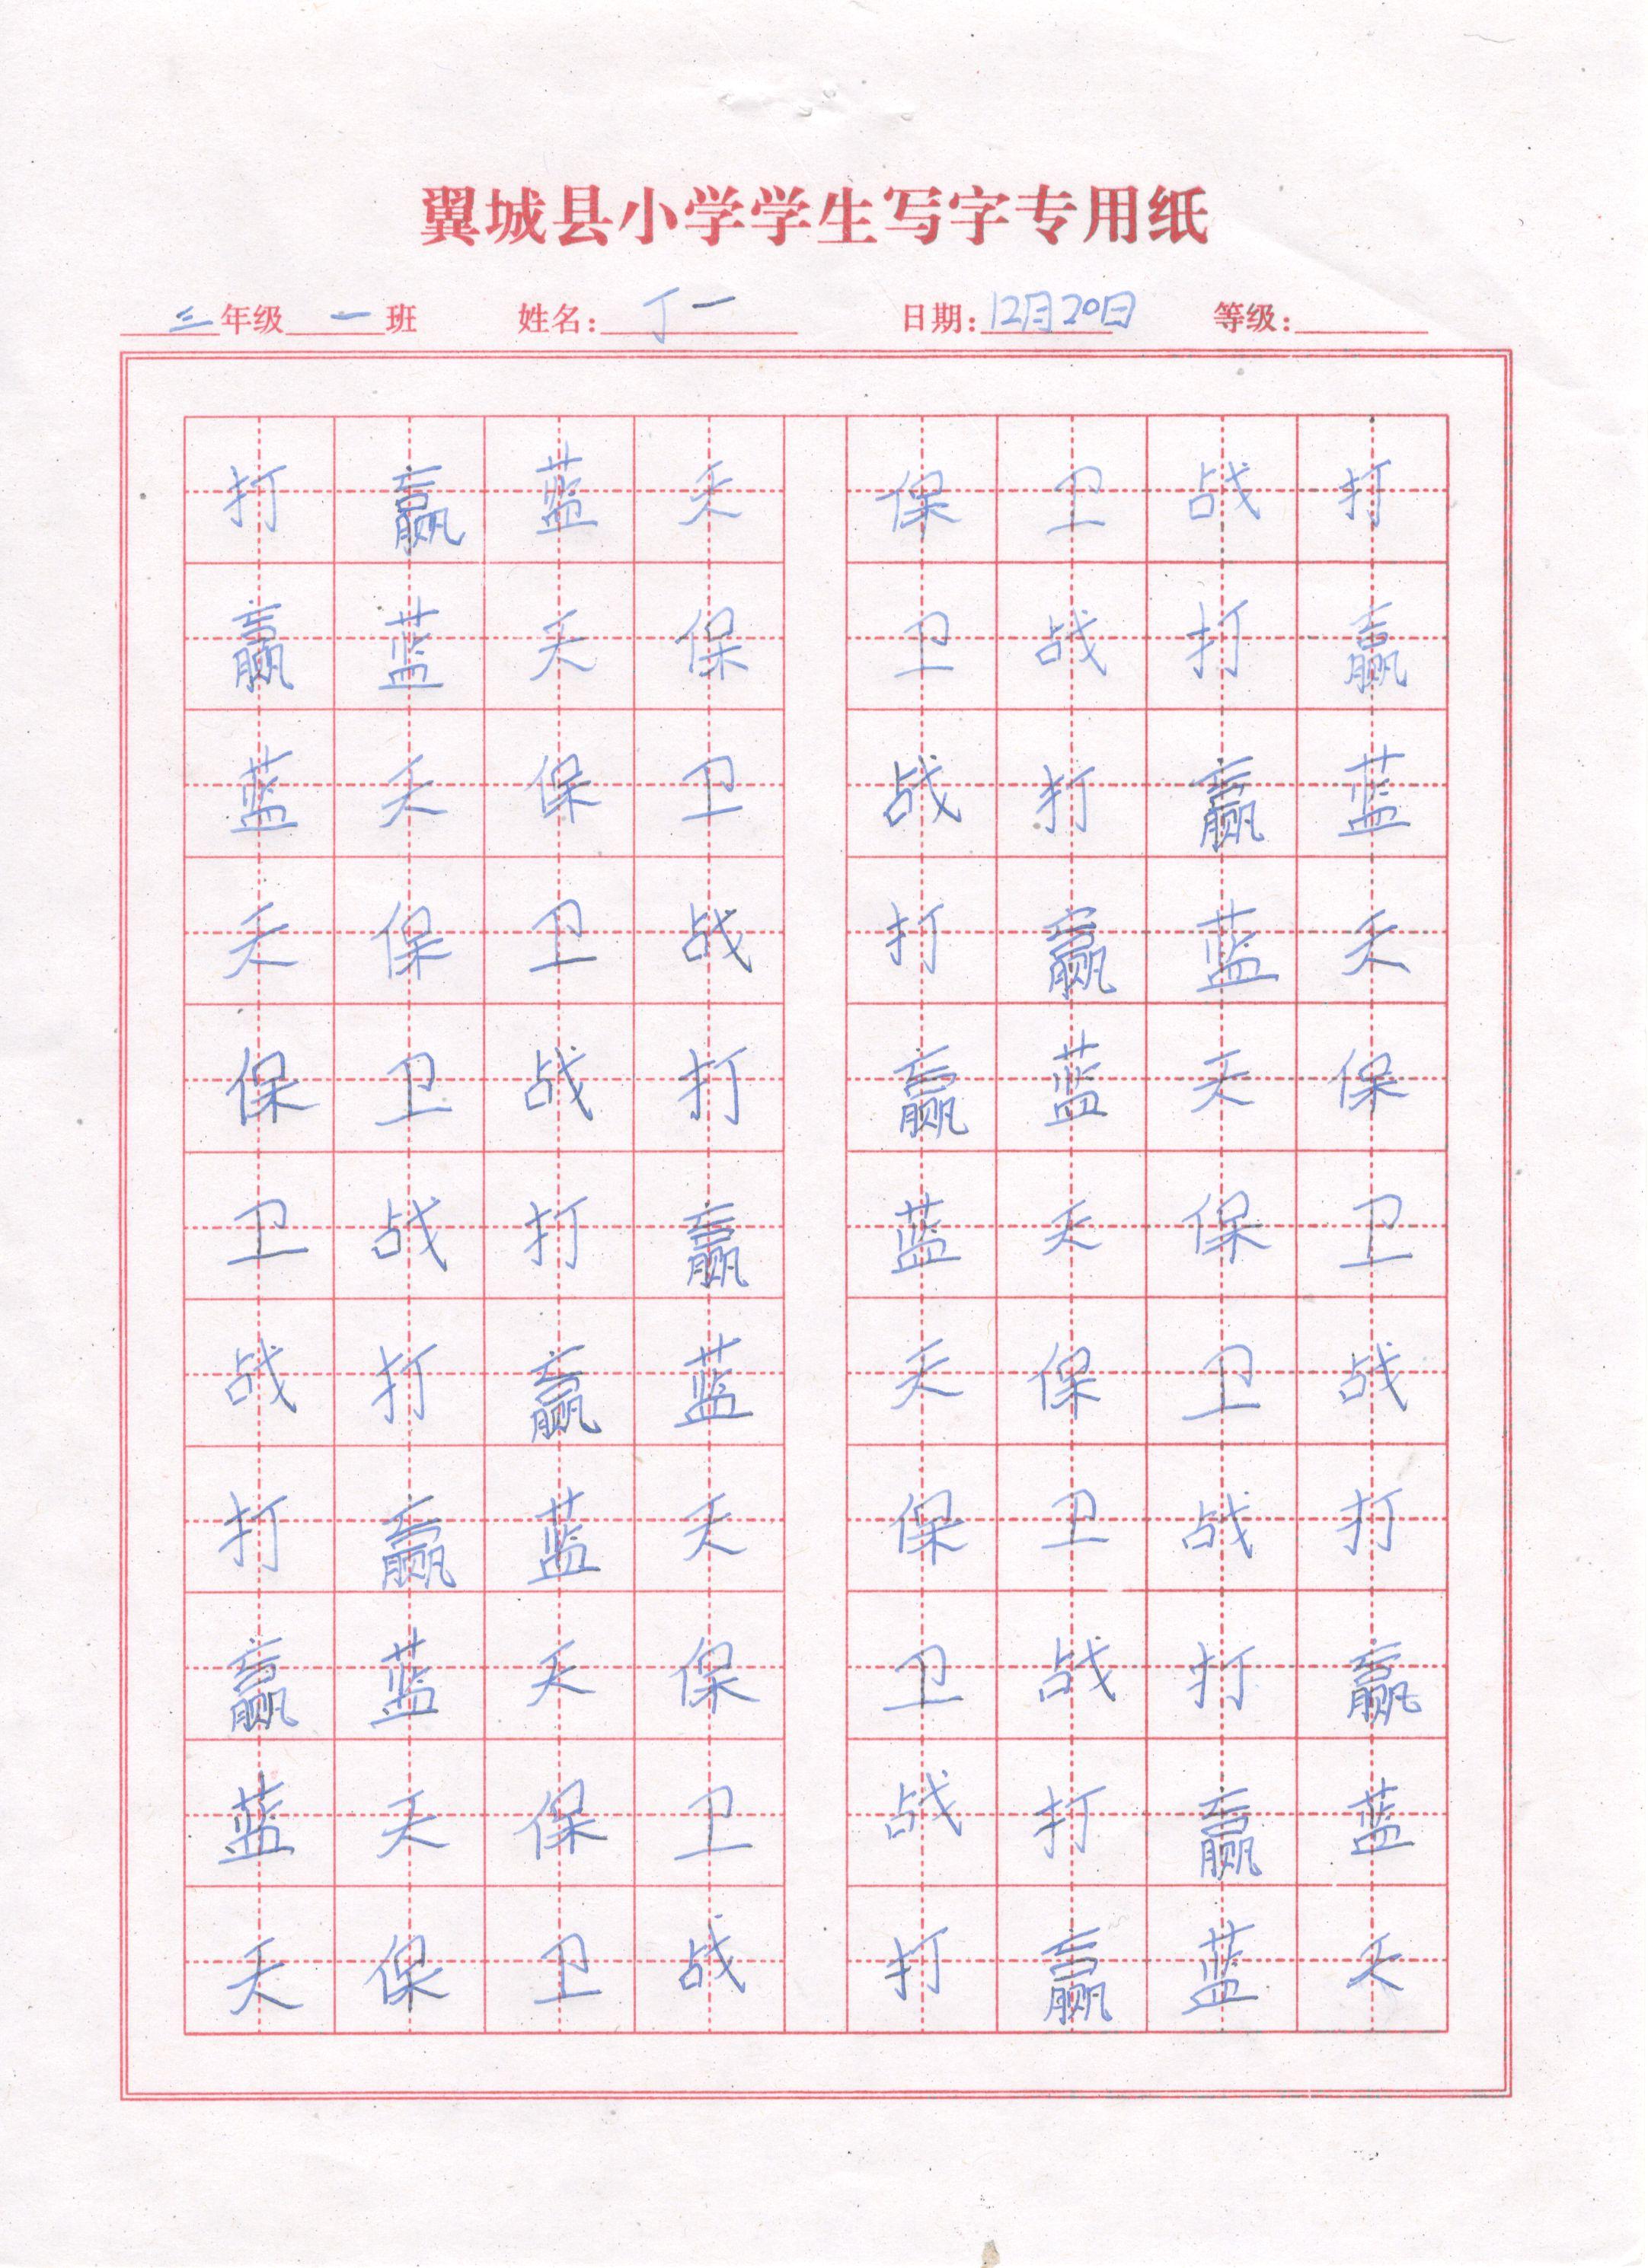 翼城县小学学生写字专用纸
三年级 一 班 姓名: 丁一 日期: 12月20日 等级:
打赢蓝天 保卫战打
赢蓝天保 卫战打赢
蓝天保卫 战打赢蓝
天保卫战 打赢蓝天
保卫战打 赢蓝天保
卫战打赢 蓝天保卫
战打赢蓝 天保卫战
打赢蓝天 保卫战打
赢蓝天保 卫战打赢
蓝天保卫 战打赢蓝
天保卫战 打赢蓝天